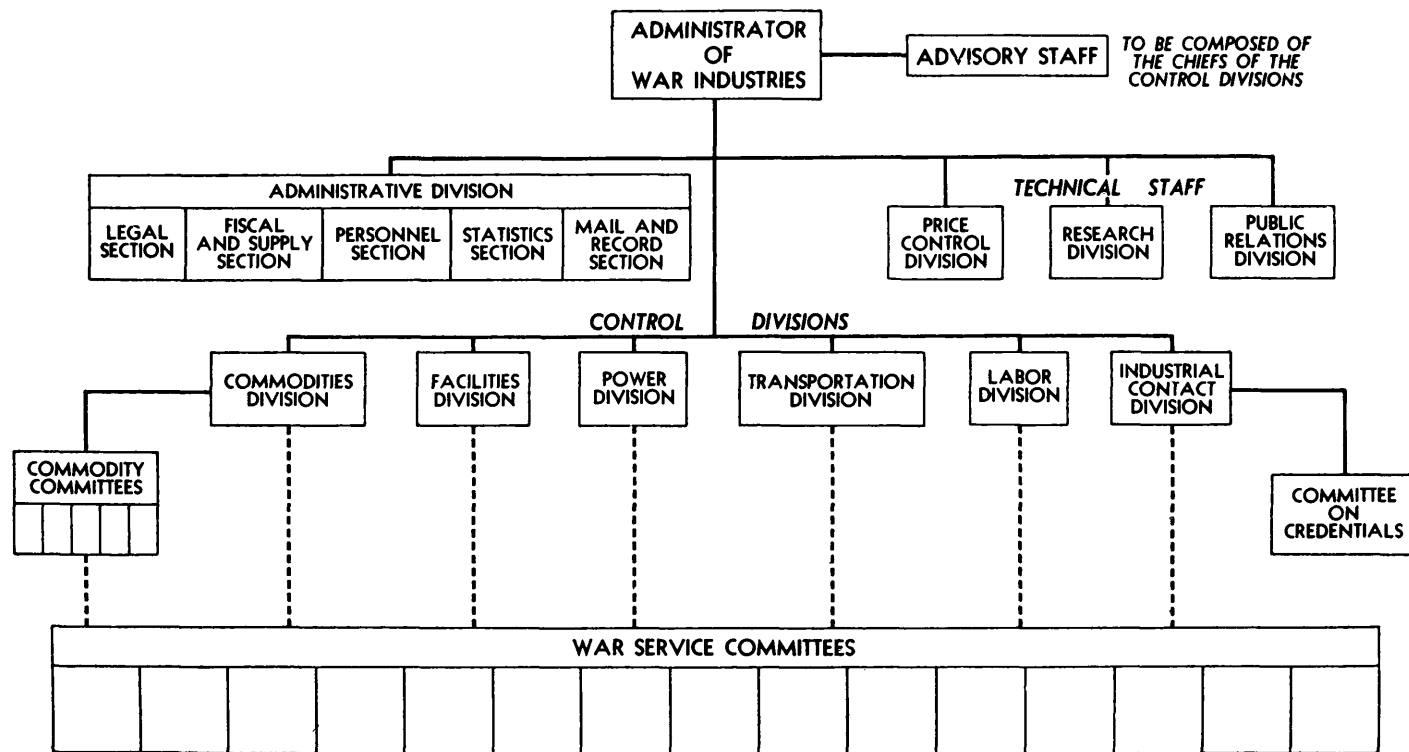 ADMINISTRATOR
OF
WAR INDUSTRIES
ADVISORY STAFF
TO BE COMPOSED OF
THE CHIEFS OF THE
CONTROL DIVISIONS
ADMINISTRATIVE DIVISION
LEGAL
SECTION
FISCAL
AND SUPPLY
SECTION
PERSONNEL
SECTION
STATISTICS
SECTION
MAIL AND
RECORD
SECTION
TECHNICAL STAFF
PRICE
CONTROL
DIVISION
RESEARCH
DIVISION
PUBLIC
RELATIONS
DIVISION
CONTROL DIVISIONS
COMMODITIES
DIVISION
FACILITIES
DIVISION
POWER
DIVISION
TRANSPORTATION
DIVISION
LABOR
DIVISION
INDUSTRIAL
CONTACT
DIVISION
COMMODITY
COMMITTEES
COMMITTEE
ON
CREDENTIALS
WAR SERVICE COMMITTEES